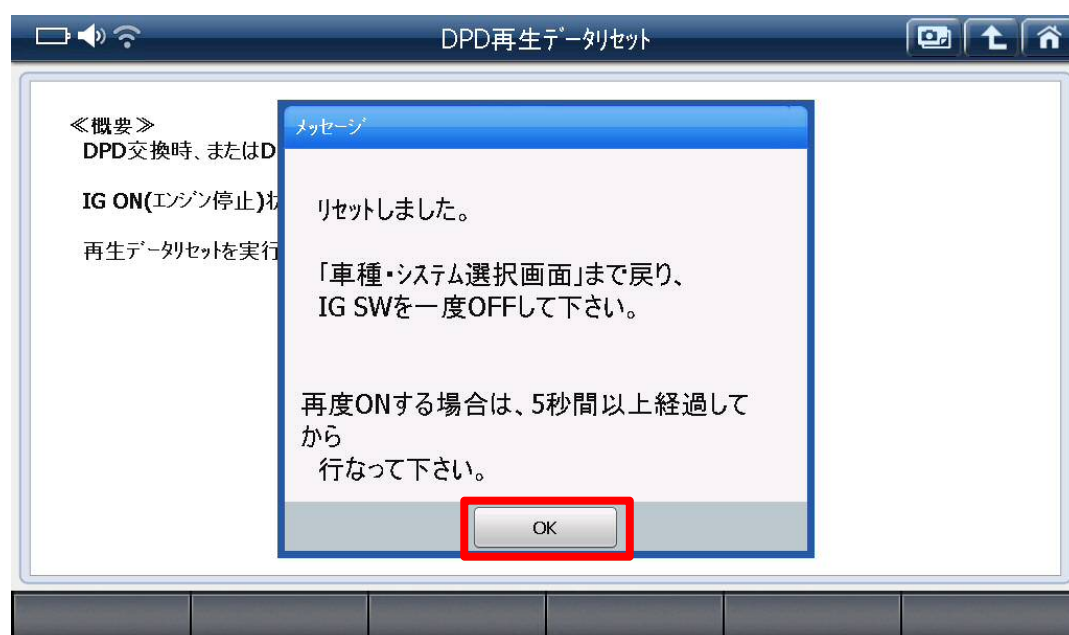 DPD再生データリセット
≪概要≫
DPD交換時、またはD
IG ON(エンジン停止)状
再生データリセットを実行
メッセージ
リセットしました。
「車種・システム選択画面」まで戻り、
IG SWを一度OFFして下さい。
再度ONする場合は、5秒間以上経過して
から
行なって下さい。
OK